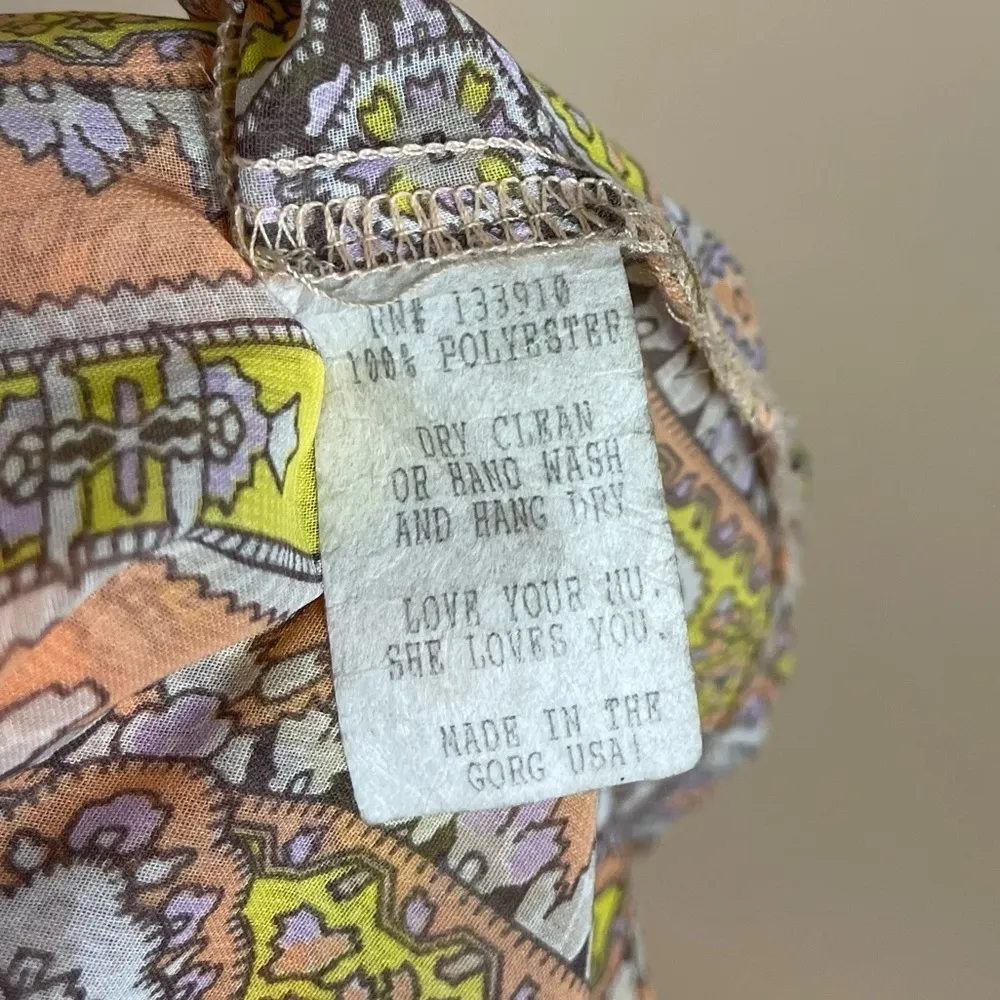 RN# 133910
100% POLYESTER
DRY CLEAN
OR HAND WASH
AND HANG DRY
LOVE YOUR MU.
SHE LOVES YOU.
MADE IN THE
GORG USA!